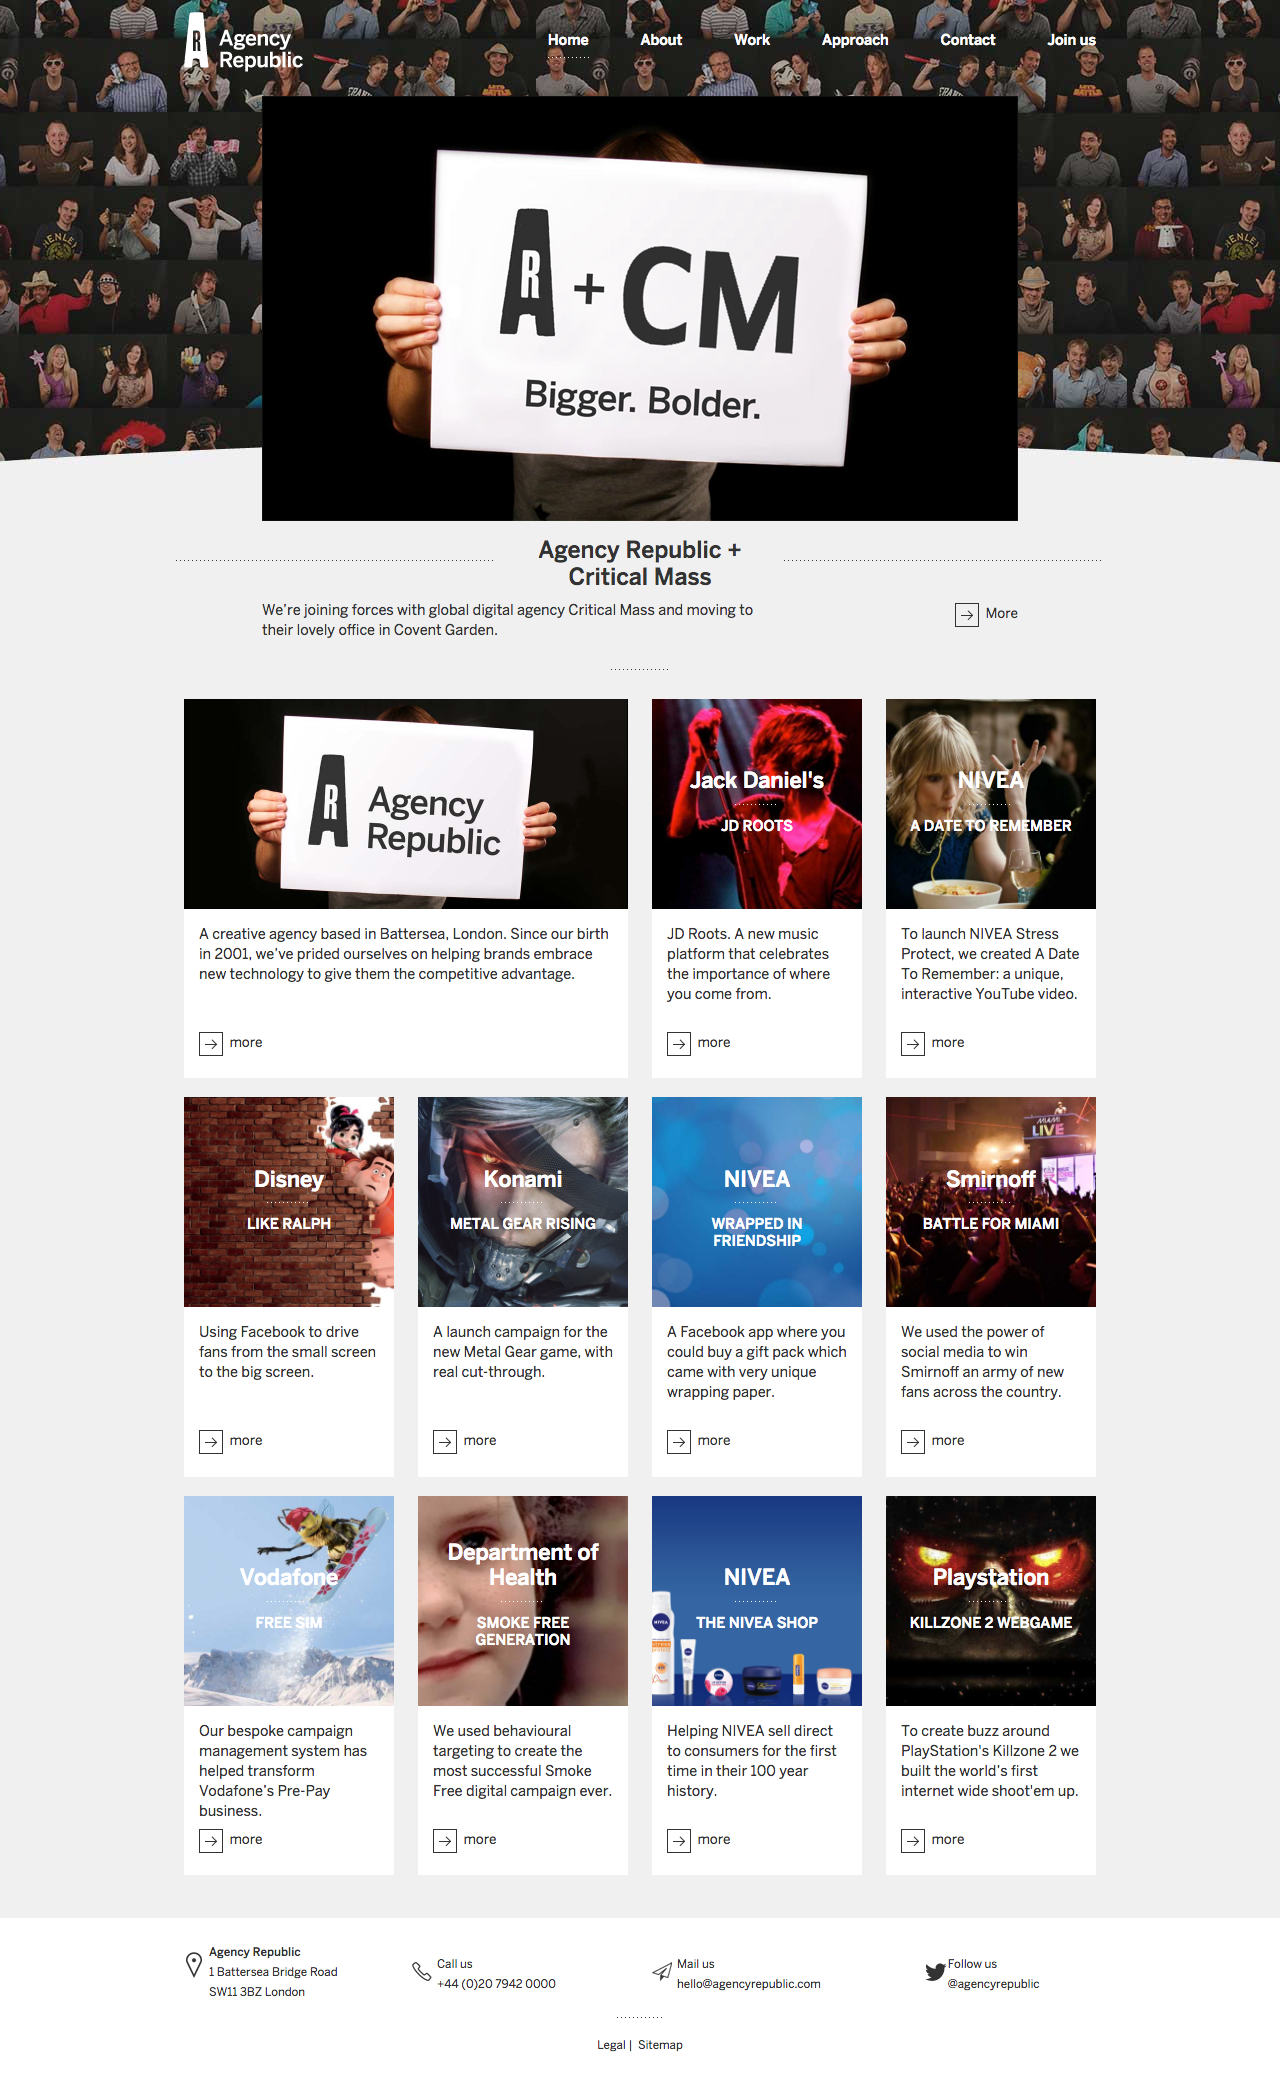 Agency
Republic
Home
About
Work
Approach
Contact
Join us
R + CM
Bigger. Bolder.
Agency Republic +
Critical Mass
We're joining forces with global digital agency Critical Mass and moving to
their lovely office in Covent Garden.
More
R Agency
Republic
A creative agency based in Battersea, London. Since our birth
in 2001, we've prided ourselves on helping brands embrace
new technology to give them the competitive advantage.
more
Jack Daniel's
JD ROOTS
JD Roots. A new music
platform that celebrates
the importance of where
you come from.
more
NIVEA
A DATE TO REMEMBER
To launch NIVEA Stress
Protect, we created A Date
To Remember: a unique,
interactive YouTube video.
more
Disney
LIKE RALPH
Using Facebook to drive
fans from the small screen
to the big screen.
more
Konami
METAL GEAR RISING
A launch campaign for the
new Metal Gear game, with
real cut-through.
more
NIVEA
WRAPPED IN
FRIENDSHIP
A Facebook app where you
could buy a gift pack which
came with very unique
wrapping paper.
more
MIAMI
LIVE
Smirnoff
BATTLE FOR MIAMI
We used the power of
social media to win
Smirnoff an army of new
fans across the country.
more
Vodafone
FREE SIM
Our bespoke campaign
management system has
helped transform
Vodafone's Pre-Pay
business.
more
Department of
Health
SMOKE FREE
GENERATION
We used behavioural
targeting to create the
most successful Smoke
Free digital campaign ever.
more
NIVEA
THE NIVEA SHOP
Helping NIVEA sell direct
to consumers for the first
time in their 100 year
history.
more
Playstation
KILLZONE 2 WEBGAME
To create buzz around
PlayStation's Killzone 2 we
built the world's first
internet wide shoot'em up.
more
Agency Republic
1 Battersea Bridge Road
SW11 3BZ London
Call us
+44 (0)20 7942 0000
Mail us
hello@agencyrepublic.com
Follow us
@agencyrepublic
Legal | Sitemap